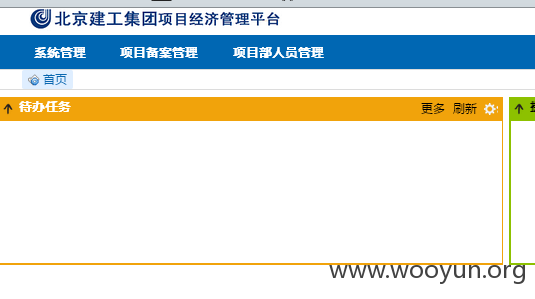 北京建工集团项目经济管理平台
系统管理 项目备案管理 项目部人员管理
首页
待办任务 更多 刷新
www.wooyun.org